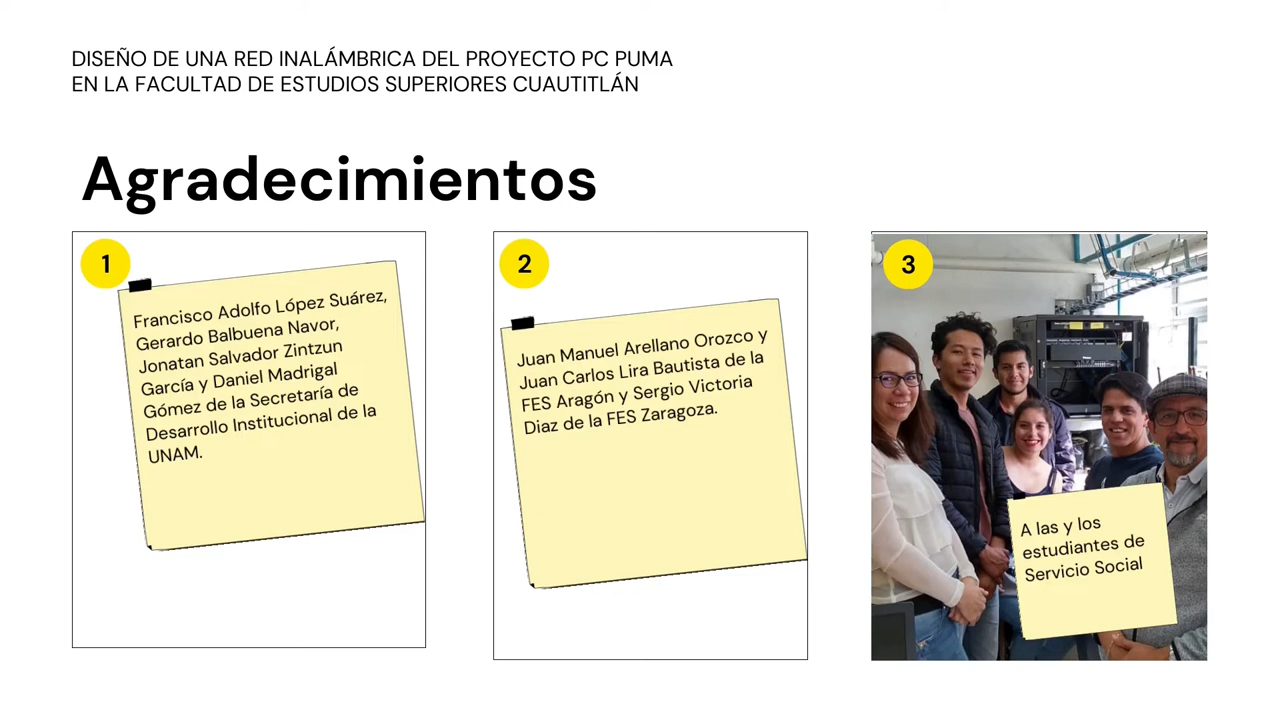 DISEÑO DE UNA RED INALÁMBRICA DEL PROYECTO PC PUMA
EN LA FACULTAD DE ESTUDIOS SUPERIORES CUAUTITLÁN
Agradecimientos
1
Francisco Adolfo López Suárez,
Gerardo Balbuena Navor,
Jonatan Salvador Zintzun
García y Daniel Madrigal
Gómez de la Secretaría de
Desarrollo Institucional de la
UNAM.
2
Juan Manuel Arellano Orozco y
Juan Carlos Lira Bautista de la
FES Aragón y Sergio Victoria
Diaz de la FES Zaragoza.
3
A las y los
estudiantes de
Servicio Social